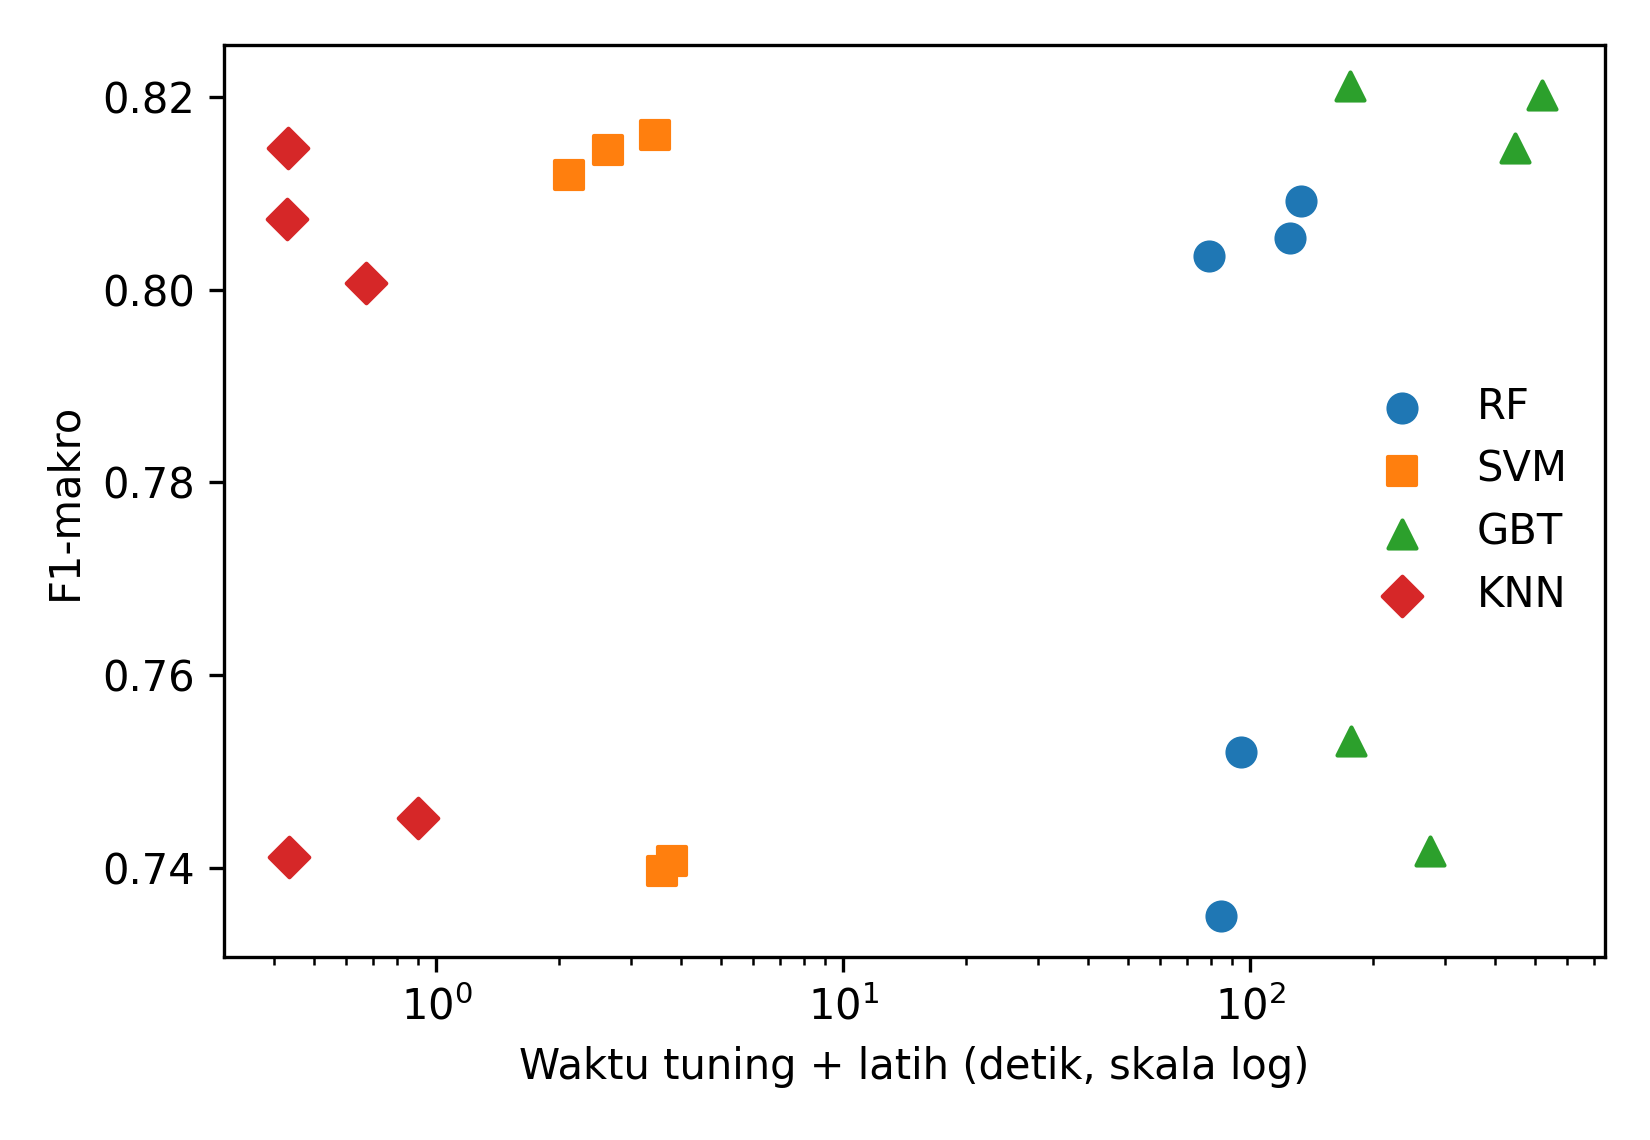 0.82
0.80
0.78
0.76
0.74
F1-makro
RF
SVM
GBT
KNN
10⁰
10¹
10²
Waktu tuning + latih (detik, skala log)